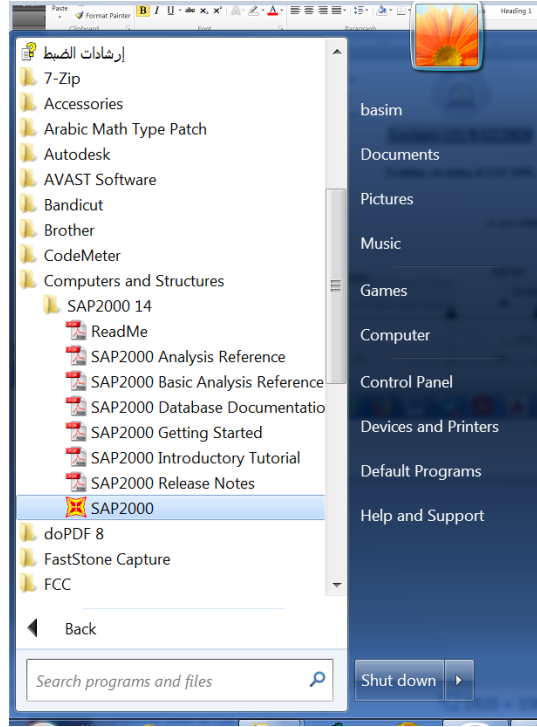 Paste
Format Painter
B I U abc x₂ x² A A
Heading 1
Clipboard
Font
Paragraph
إرشادات الضبط
7-Zip
Accessories
Arabic Math Type Patch
Autodesk
AVAST Software
Bandicut
Brother
CodeMeter
Computers and Structures
SAP2000 14
ReadMe
SAP2000 Analysis Reference
SAP2000 Basic Analysis Reference
SAP2000 Database Documentatio
SAP2000 Getting Started
SAP2000 Introductory Tutorial
SAP2000 Release Notes
SAP2000
doPDF 8
FastStone Capture
FCC
Back
Search programs and files
basim
Documents
Pictures
Music
Games
Computer
Control Panel
Devices and Printers
Default Programs
Help and Support
Shut down